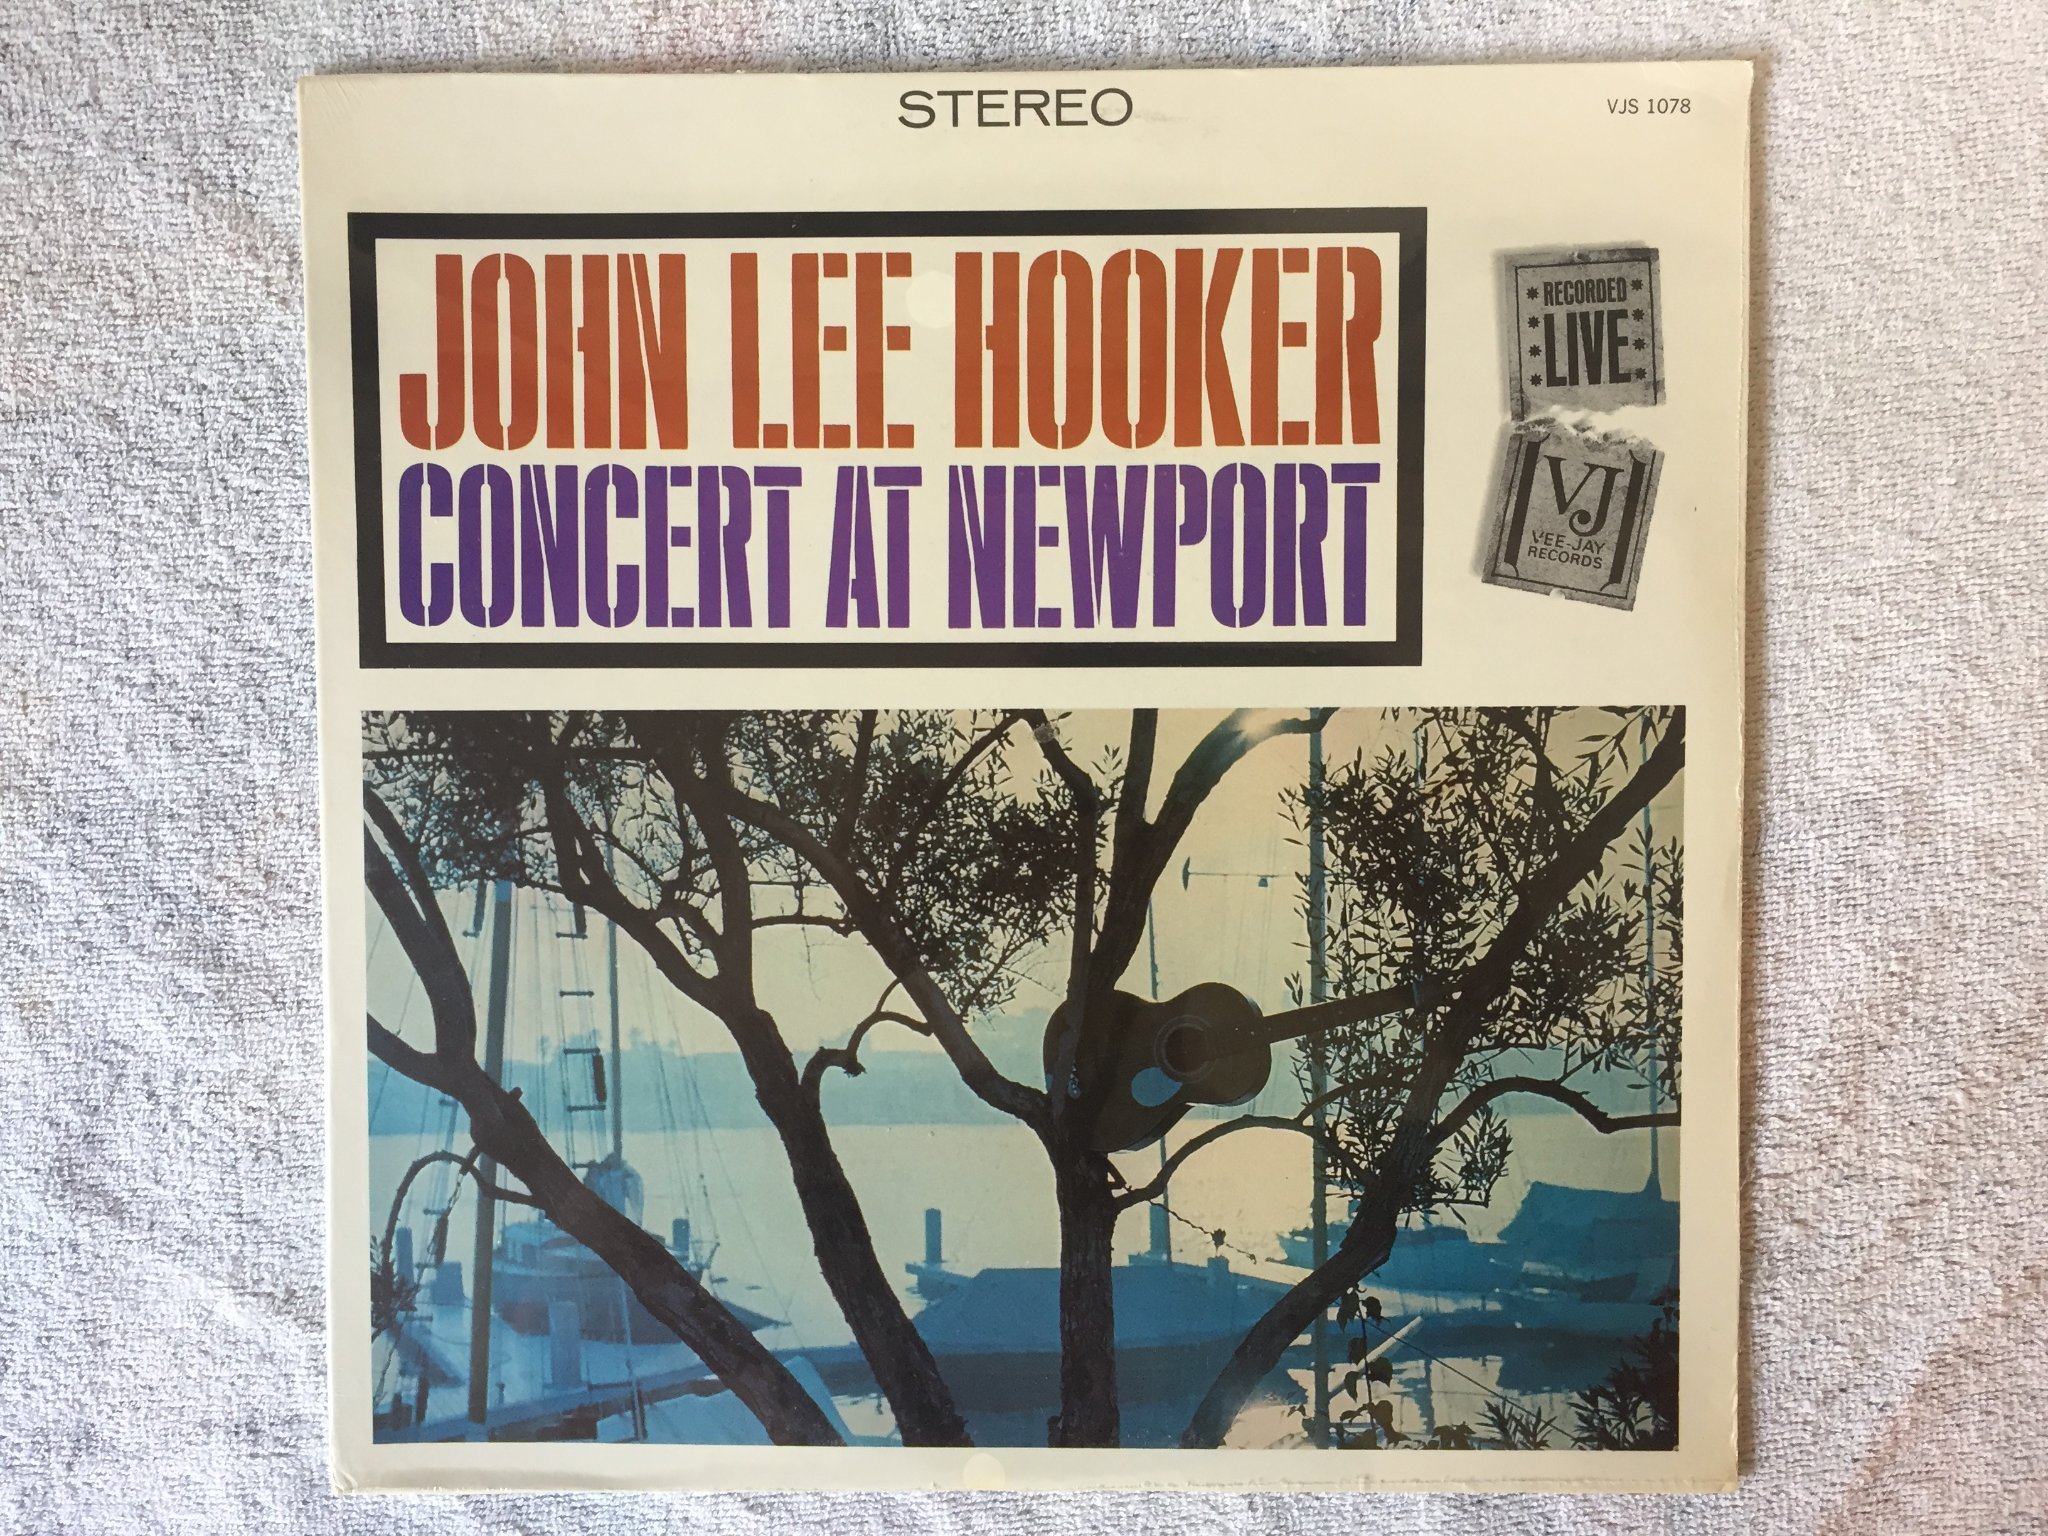 STEREO
VJS 1078
JOHN LEE HOOKER
CONCERT AT NEWPORT
RECORDED
LIVE
VJ
VEE-JAY
RECORDS